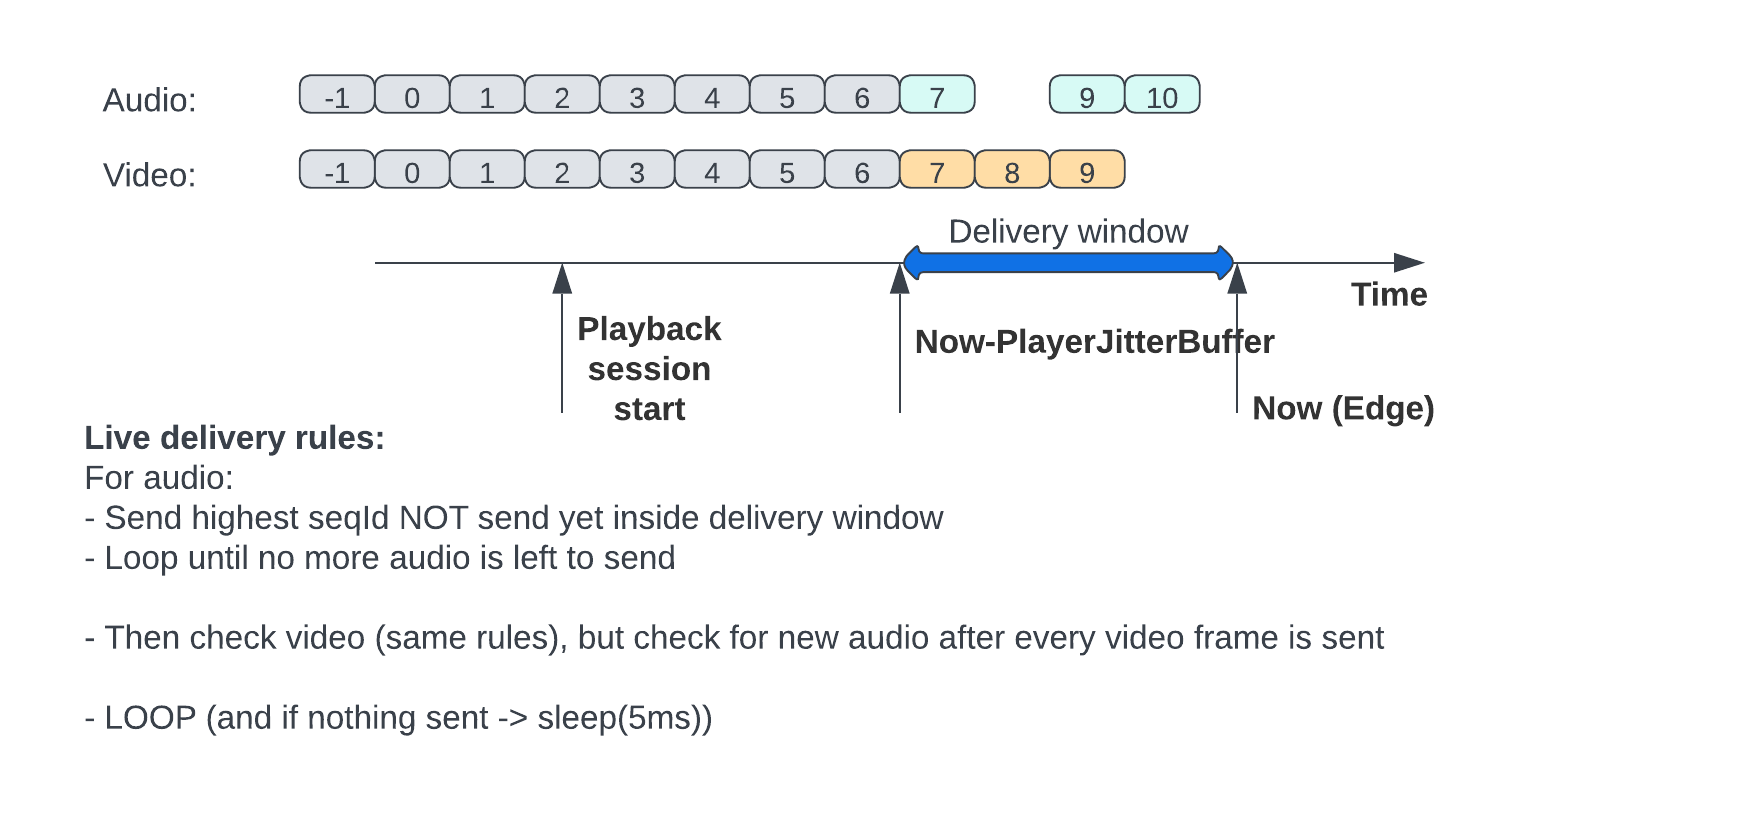 Audio: -1 0 1 2 3 4 5 6 7 9 10
Video: -1 0 1 2 3 4 5 6 7 8 9
Delivery window
Time
Playback
session
start
Now-PlayerJitterBuffer
Now (Edge)
Live delivery rules:
For audio:
- Send highest seqId NOT send yet inside delivery window
- Loop until no more audio is left to send
- Then check video (same rules), but check for new audio after every video frame is sent
- LOOP (and if nothing sent -> sleep(5ms))